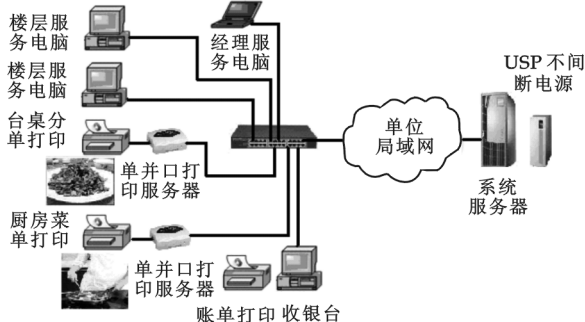 楼层服
务电脑
经理服
务电脑
USP 不间
断电源
楼层服
务电脑
台桌分
单打印
单并口打
印服务器
单位
局域网
系统
服务器
厨房菜
单打印
单并口打
印服务器
账单打印
收银台